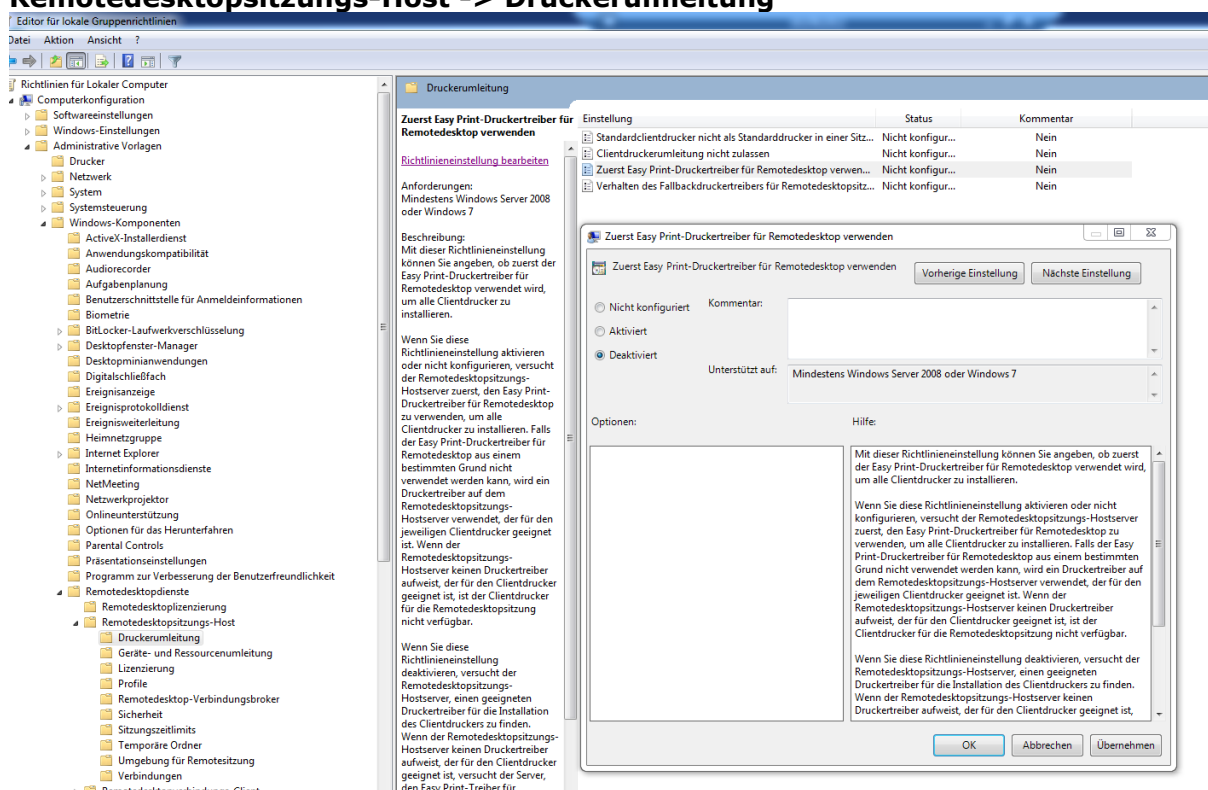 Remotedesktopsitzungs-Host -> Druckerumleitung
Editor für lokale Gruppenrichtlinien
Datei Aktion Ansicht ?
Richtlinien für Lokaler Computer
Computerkonfiguration
Softwareeinstellungen
Windows-Einstellungen
Administrative Vorlagen
Drucker
Netzwerk
System
Systemsteuerung
Windows-Komponenten
ActiveX-Installerdienst
Anwendungskompatibilität
Audiorecorder
Aufgabenplanung
Benutzerschnittstelle für Anmeldeinformationen
Biometrie
BitLocker-Laufwerkverschlüsselung
Desktopfenster-Manager
Desktopminianwendungen
Digitalschließfach
Ereignisanzeige
Ereignisprotokolldienst
Ereignisweiterleitung
Heimnetzgruppe
Internet Explorer
Internetinformationsdienste
NetMeeting
Netzwerkprojektor
Onlineunterstützung
Optionen für das Herunterfahren
Parental Controls
Präsentationseinstellungen
Programm zur Verbesserung der Benutzerfreundlichkeit
Remotedesktopdienste
Remotedesktoplizenzierung
Remotedesktopsitzungs-Host
Druckerumleitung
Geräte- und Ressourcenumleitung
Lizenzierung
Profile
Remotedesktop-Verbindungsbroker
Sicherheit
Sitzungszeitlimits
Temporäre Ordner
Umgebung für Remotesitzung
Verbindungen
Druckerumleitung
Zuerst Easy Print-Druckertreiber für
Remotedesktop verwenden
Richtlinieneinstellung bearbeiten
Anforderungen:
Mindestens Windows Server 2008
oder Windows 7
Beschreibung:
Mit dieser Richtlinieneinstellung
können Sie angeben, ob zuerst der
Easy Print-Druckertreiber für
Remotedesktop verwendet wird,
um alle Clientdrucker zu
installieren.
Wenn Sie diese
Richtlinieneinstellung aktivieren
oder nicht konfigurieren, versucht
der Remotedesktopsitzungs-
Hostserver zuerst, den Easy Print-
Druckertreiber für Remotedesktop
zu verwenden, um alle
Clientdrucker zu installieren. Falls
der Easy Print-Druckertreiber für
Remotedesktop aus einem
bestimmten Grund nicht
verwendet werden kann, wird ein
Druckertreiber auf dem
Remotedesktopsitzungs-
Hostserver verwendet, der für den
jeweiligen Clientdrucker geeignet
ist. Wenn der
Remotedesktopsitzungs-
Hostserver keinen Druckertreiber
aufweist, der für den Clientdrucker
geeignet ist, ist der Clientdrucker
für die Remotedesktopsitzung
nicht verfügbar.
Wenn Sie diese
Richtlinieneinstellung
deaktivieren, versucht der
Remotedesktopsitzungs-
Hostserver, einen geeigneten
Druckertreiber für die Installation
des Clientdruckers zu finden.
Wenn der Remotedesktopsitzungs-
Hostserver keinen Druckertreiber
aufweist, der für den Clientdrucker
geeignet ist, versucht der Server,
den Easy Print-Treiber für
Einstellung Status Kommentar
Standardclientdrucker nicht als Standarddrucker in einer Sitz... Nicht konfigur... Nein
Clientdruckerumleitung nicht zulassen Nicht konfigur... Nein
Zuerst Easy Print-Druckertreiber für Remotedesktop verwen... Nicht konfigur... Nein
Verhalten des Fallbackdruckertreibers für Remotedesktopsitz... Nicht konfigur... Nein
Zuerst Easy Print-Druckertreiber für Remotedesktop verwenden
Zuerst Easy Print-Druckertreiber für Remotedesktop verwenden
Vorherige Einstellung Nächste Einstellung
Nicht konfiguriert Kommentar:
Aktiviert
Deaktiviert
Unterstützt auf: Mindestens Windows Server 2008 oder Windows 7
Optionen: Hilfe:
Mit dieser Richtlinieneinstellung können Sie angeben, ob zuerst
der Easy Print-Druckertreiber für Remotedesktop verwendet wird,
um alle Clientdrucker zu installieren.
Wenn Sie diese Richtlinieneinstellung aktivieren oder nicht
konfigurieren, versucht der Remotedesktopsitzungs-Hostserver
zuerst, den Easy Print-Druckertreiber für Remotedesktop zu
verwenden, um alle Clientdrucker zu installieren. Falls der Easy
Print-Druckertreiber für Remotedesktop aus einem bestimmten
Grund nicht verwendet werden kann, wird ein Druckertreiber auf
dem Remotedesktopsitzungs-Hostserver verwendet, der für den
jeweiligen Clientdrucker geeignet ist. Wenn der
Remotedesktopsitzungs-Hostserver keinen Druckertreiber
aufweist, der für den Clientdrucker geeignet ist, ist der
Clientdrucker für die Remotedesktopsitzung nicht verfügbar.
Wenn Sie diese Richtlinieneinstellung deaktivieren, versucht der
Remotedesktopsitzungs-Hostserver, einen geeigneten
Druckertreiber für die Installation des Clientdruckers zu finden.
Wenn der Remotedesktopsitzungs-Hostserver keinen
Druckertreiber aufweist, der für den Clientdrucker geeignet ist,
OK Abbrechen Übernehmen